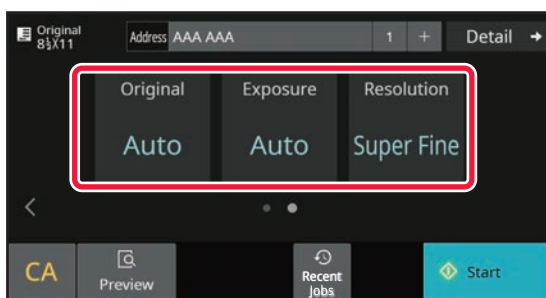 Original
8½X11
Address AAA AAA 1 + Detail
Original Exposure Resolution
Auto Auto Super Fine
CA
Preview
Recent
Jobs
Start